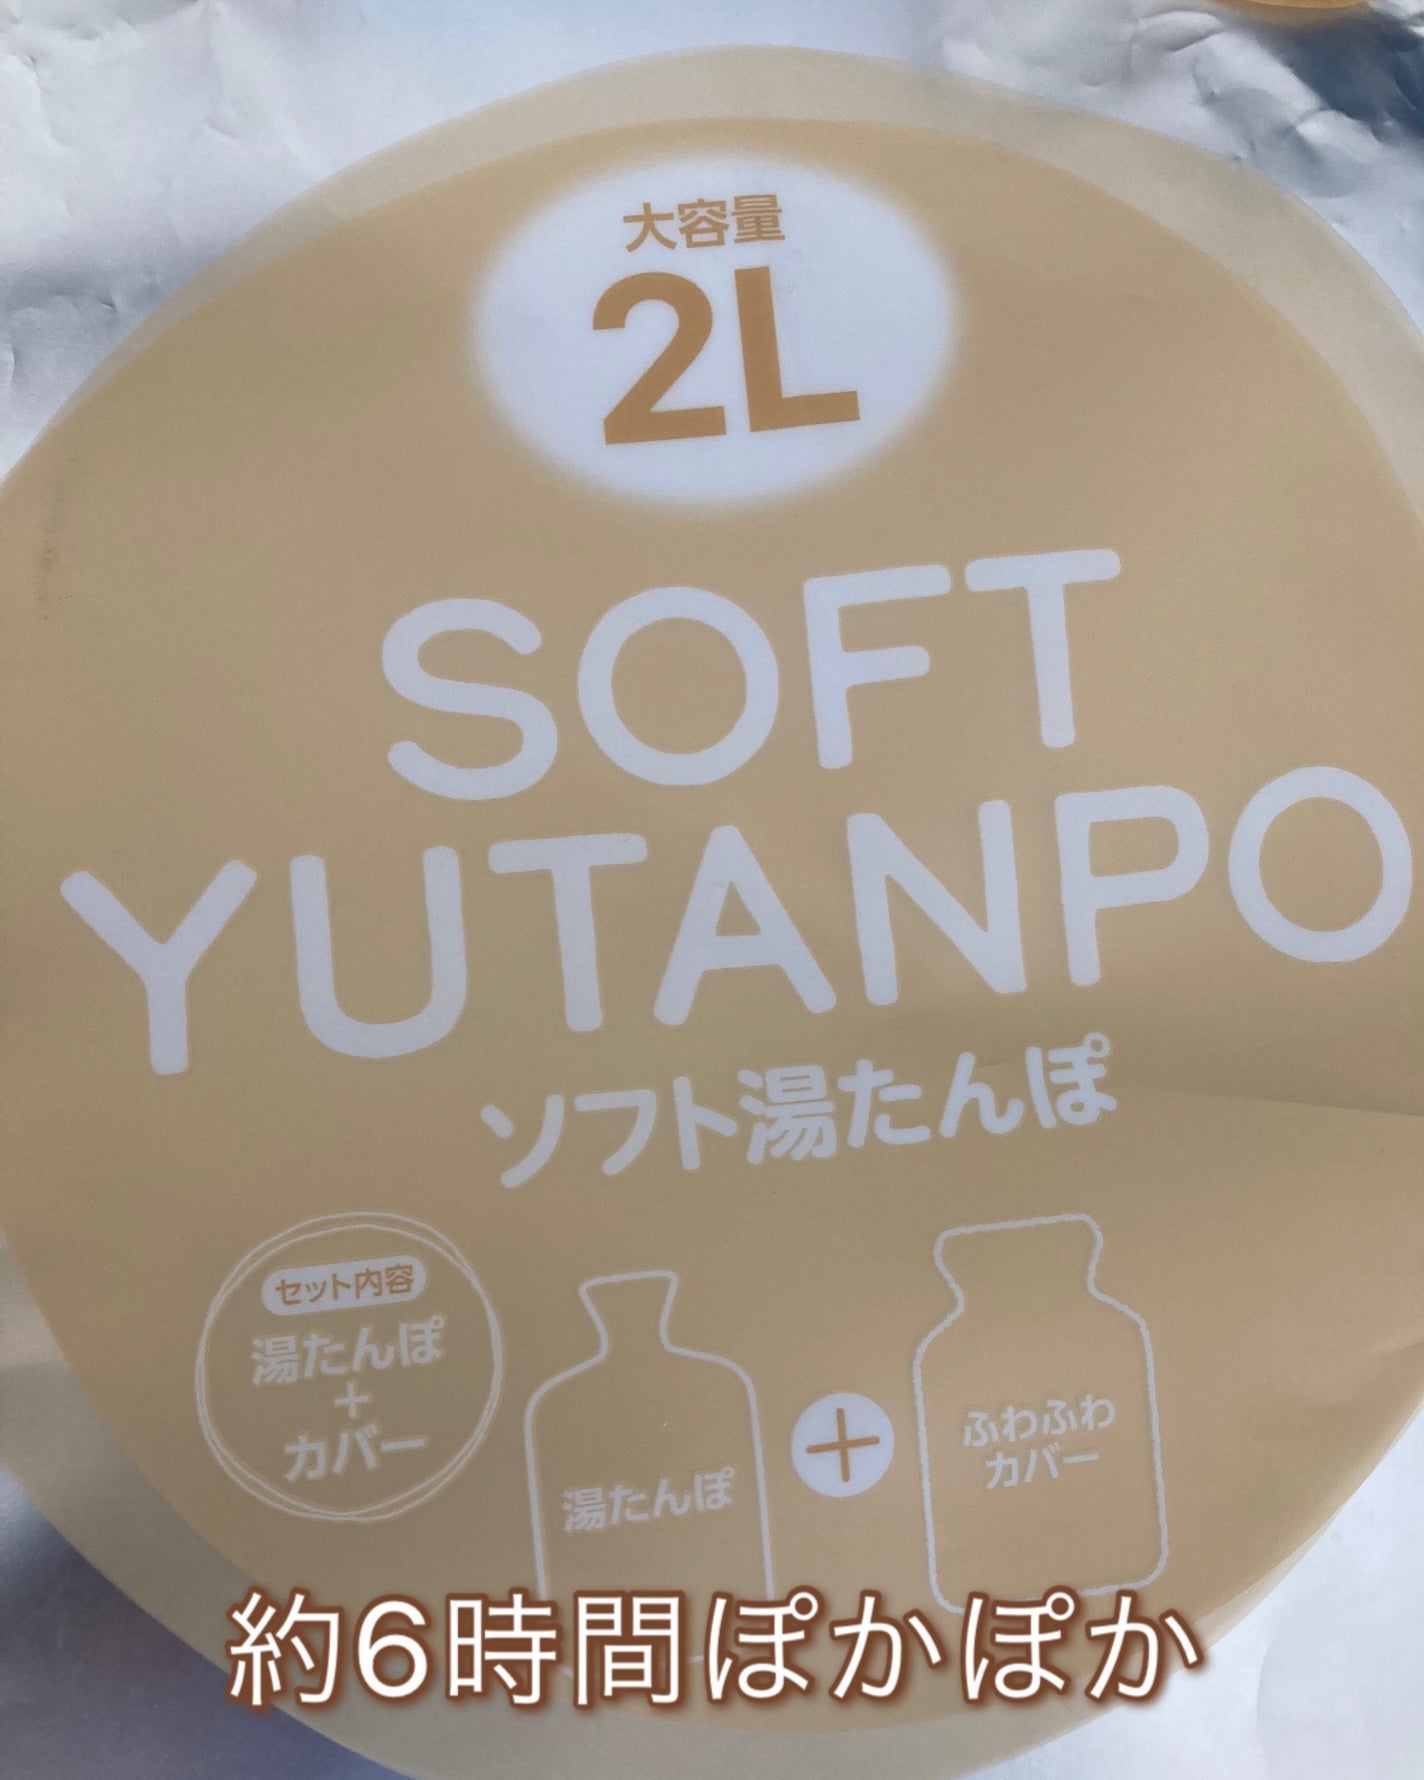 大容量
2L
SOFT
YUTANPO
ソフト湯たんぽ
セット内容
湯たんぽ
+
カバー
湯たんぽ
+
ふわふわ
カバー
約6時間ぽかぽか